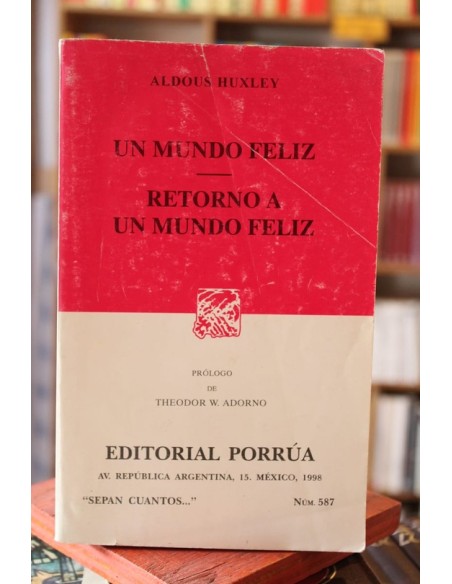 ALDOUS HUXLEY
UN MUNDO FELIZ
RETORNO A
UN MUNDO FELIZ
PRÓLOGO
DE
THEODOR W. ADORNO
EDITORIAL PORRÚA
AV. REPÚBLICA ARGENTINA, 15. MÉXICO, 1998
"SEPAN CUANTOS..." NÚM. 587